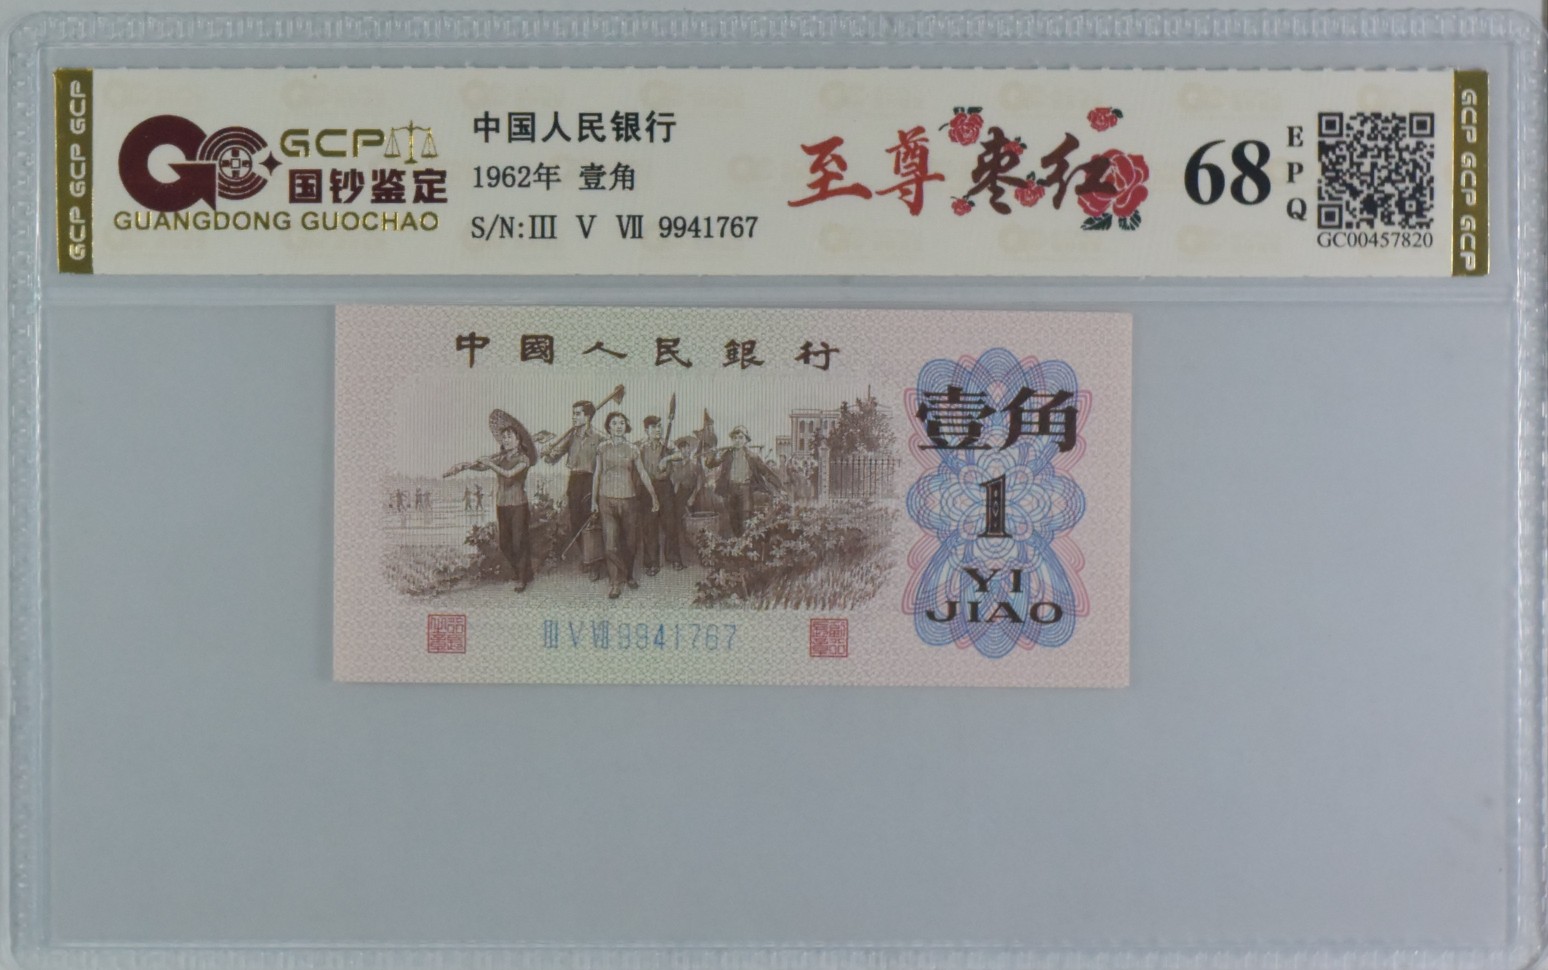 GCP GCP GCP
GCP
国钞鉴定
GUANGDONG GUOCHAO
中国人民银行
1962年 壹角
S/N:III V VII 9941767
至尊枣红
68
EPQ
GC00457820
GCP GCP GCP
中國人民銀行
壹角
1
YI
JIAO
III V VII 9941767